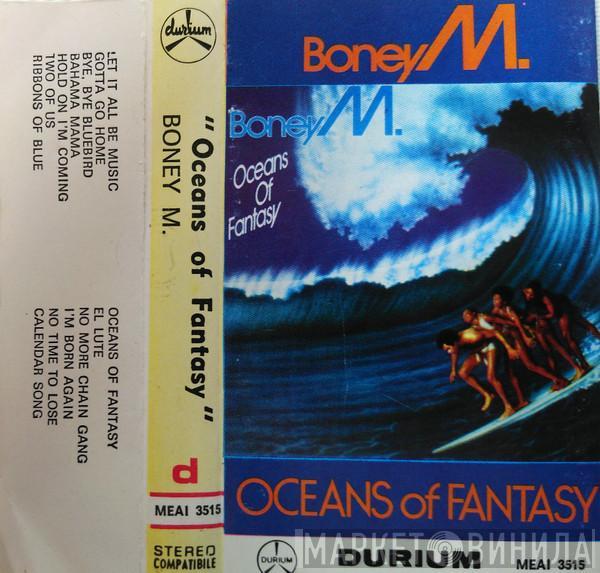 LET IT ALL BE MUSIC
GOTTA GO HOME
BYE, BYE BLUEBIRD
BAHAMA MAMA
HOLD ON I'M COMING
TWO OF US
RIBBONS OF BLUE
OCEANS OF FANTASY
EL LUTE
NO MORE CHAIN GANG
I'M BORN AGAIN
NO TIME TO LOSE
CALENDAR SONG
durium
"Oceans of Fantasy"
BONEY M.
d
MEAI 3515
STEREO
COMPATIBILE
Boney M.
Boney M.
Oceans
Of
Fantasy
OCEANS of FANTASY
DURIUM
DURIUM
MEAI 3515
МАРКЕТ ВИНИЛА